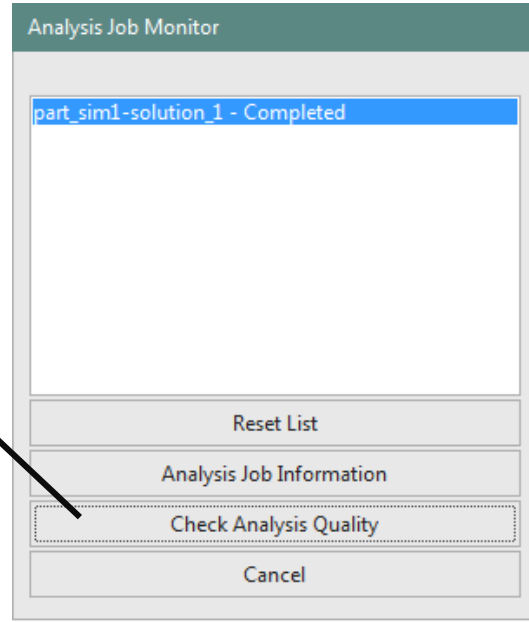 Analysis Job Monitor
part_sim1-solution_1 - Completed
Reset List
Analysis Job Information
Check Analysis Quality
Cancel